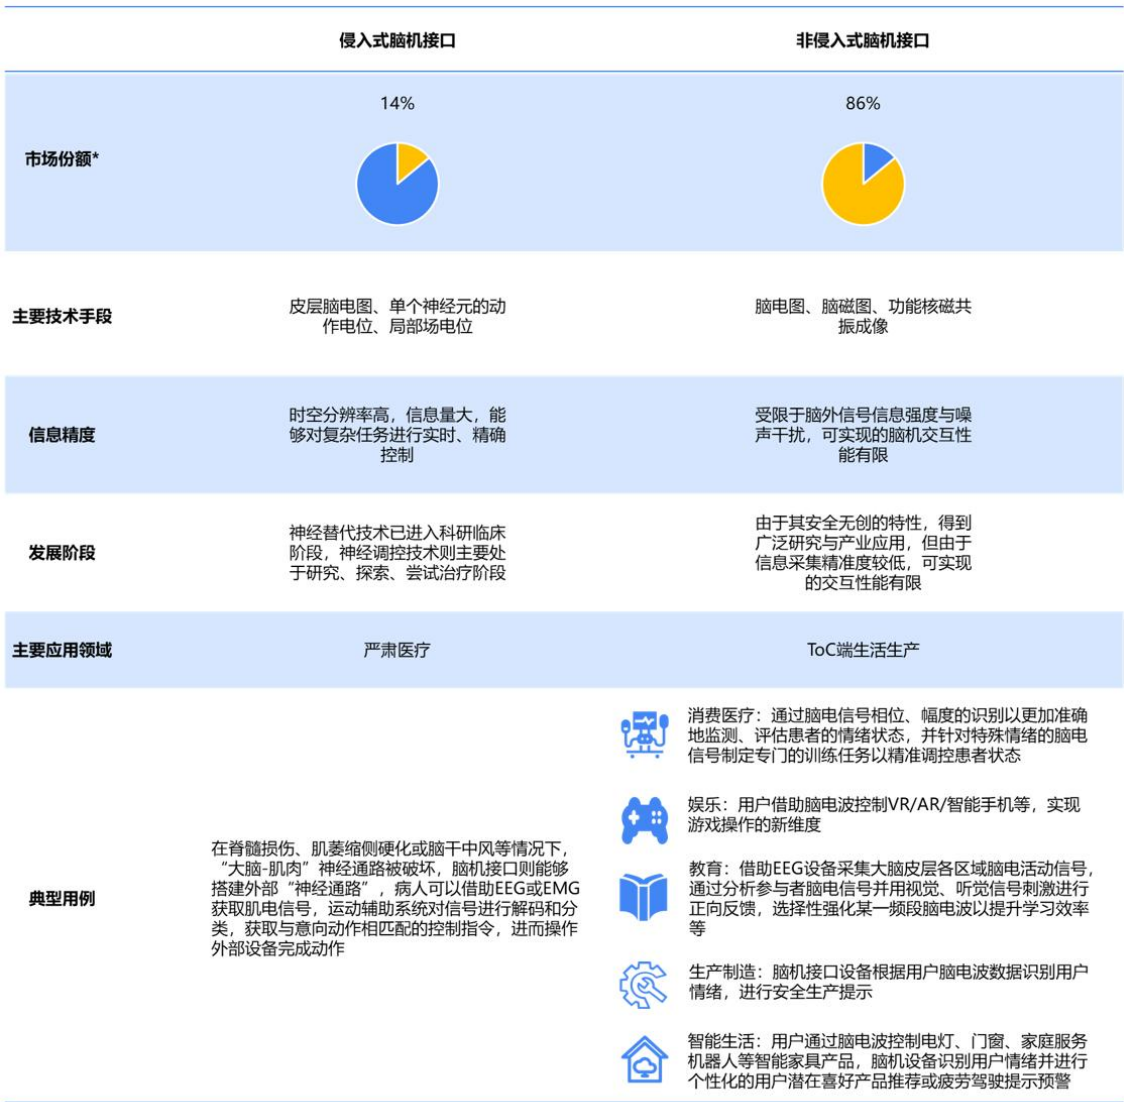 侵入式脑机接口
非侵入式脑机接口
市场份额*
14%
86%
主要技术手段
皮层脑电图、单个神经元的动
作电位、局部场电位
脑电图、脑磁图、功能核磁共
振成像
信息精度
时空分辨率高，信息量大，能
够对复杂任务进行实时、精确
控制
受限于脑外信号信息强度与噪
声干扰，可实现的脑机交互性
能有限
发展阶段
神经替代技术已进入科研临床
阶段，神经调控技术则主要处
于研究、探索、尝试治疗阶段
由于其安全无创的特性，得到
广泛研究与产业应用，但由于
信息采集精准度较低，可实现
的交互性能有限
主要应用领域
严肃医疗
ToC端生活生产
典型用例
在脊髓损伤、肌萎缩侧硬化或脑干中风等情况下，
“大脑-肌肉”神经通路被破坏，脑机接口则能够
搭建外部“神经通路”，病人可以借助EEG或EMG
获取肌电信号，运动辅助系统对信号进行解码和分
类，获取与意向动作相匹配的控制指令，进而操作
外部设备完成动作
消费医疗：通过脑电信号相位、幅度的识别以更加准确
地监测、评估患者的情绪状态，并针对特殊情绪的脑电
信号制定专门的训练任务以精准调控患者状态
娱乐：用户借助脑电波控制VR/AR/智能手机等，实现
游戏操作的新维度
教育：借助EEG设备采集大脑皮层各区域脑电活动信号，
通过分析参与者脑电信号并用视觉、听觉信号刺激进行
正向反馈，选择性强化某一频段脑电波以提升学习效率
等
生产制造：脑机接口设备根据用户脑电波数据识别用户
情绪，进行安全生产提示
智能生活：用户通过脑电波控制电灯、门窗、家庭服务
机器人等智能家具产品，脑机设备识别用户情绪并进行
个性化的用户潜在喜好产品推荐或疲劳驾驶提示预警